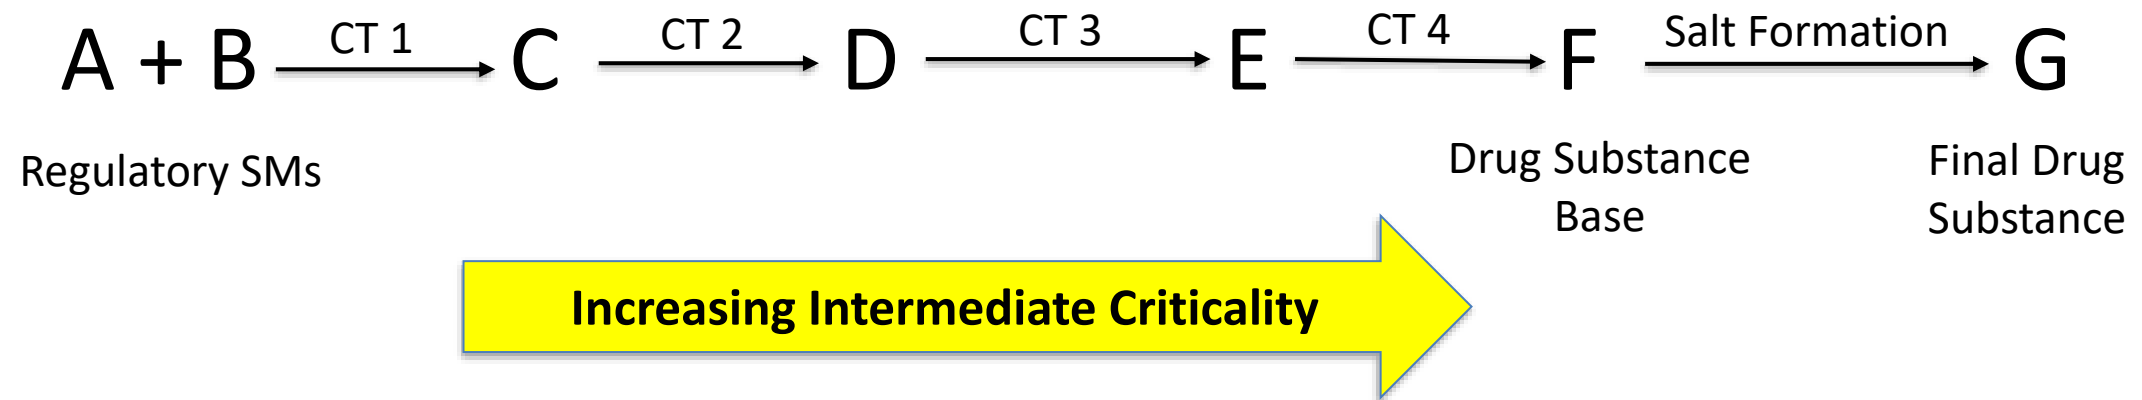 A + B CT 1 C CT 2 D CT 3 E CT 4 F Salt Formation G
Regulatory SMs
Drug Substance
Base
Final Drug
Substance
Increasing Intermediate Criticality